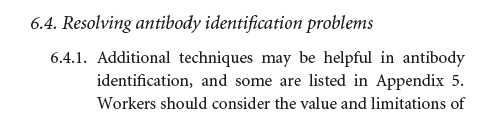 6.4. Resolving antibody identification problems
6.4.1. Additional techniques may be helpful in antibody
identification, and some are listed in Appendix 5.
Workers should consider the value and limitations of